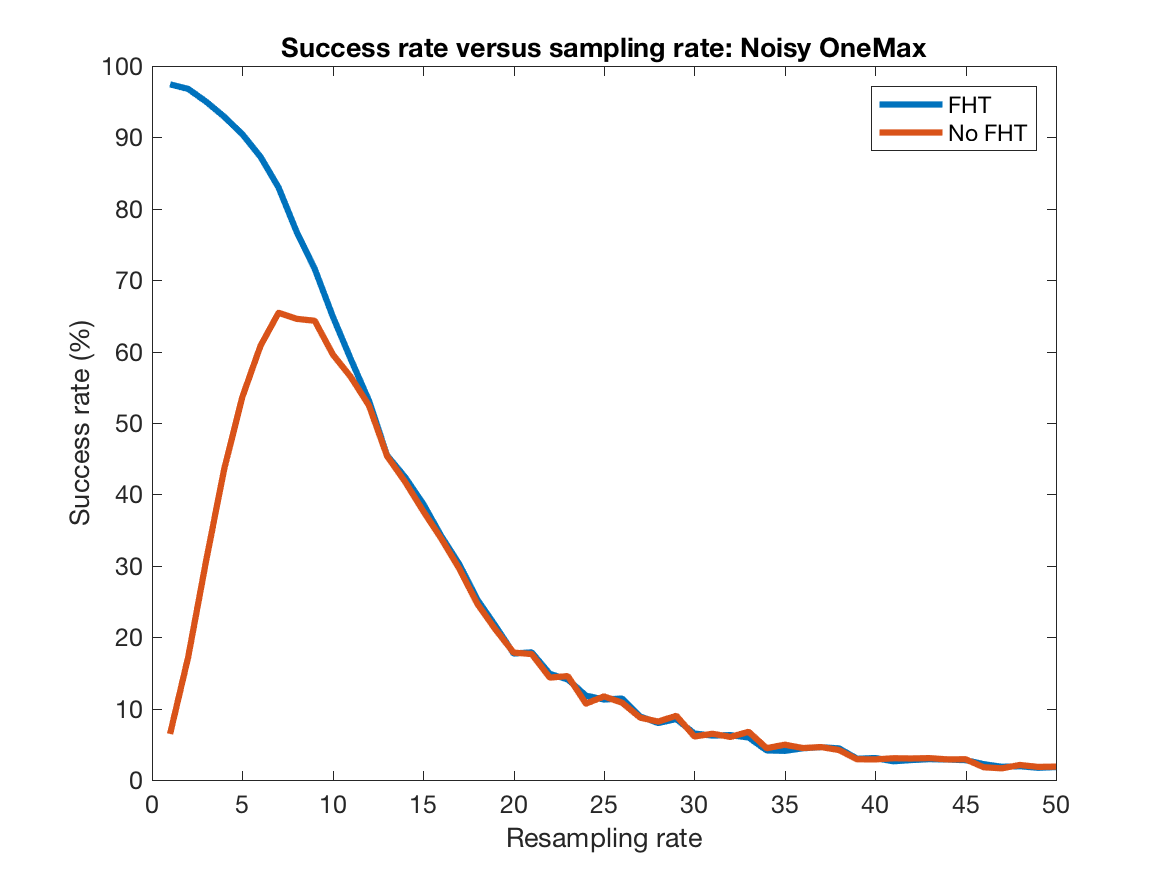 Success rate versus sampling rate: Noisy OneMax
FHT
No FHT
Success rate (%)
100
90
80
70
60
50
40
30
20
10
0
0 5 10 15 20 25 30 35 40 45 50
Resampling rate